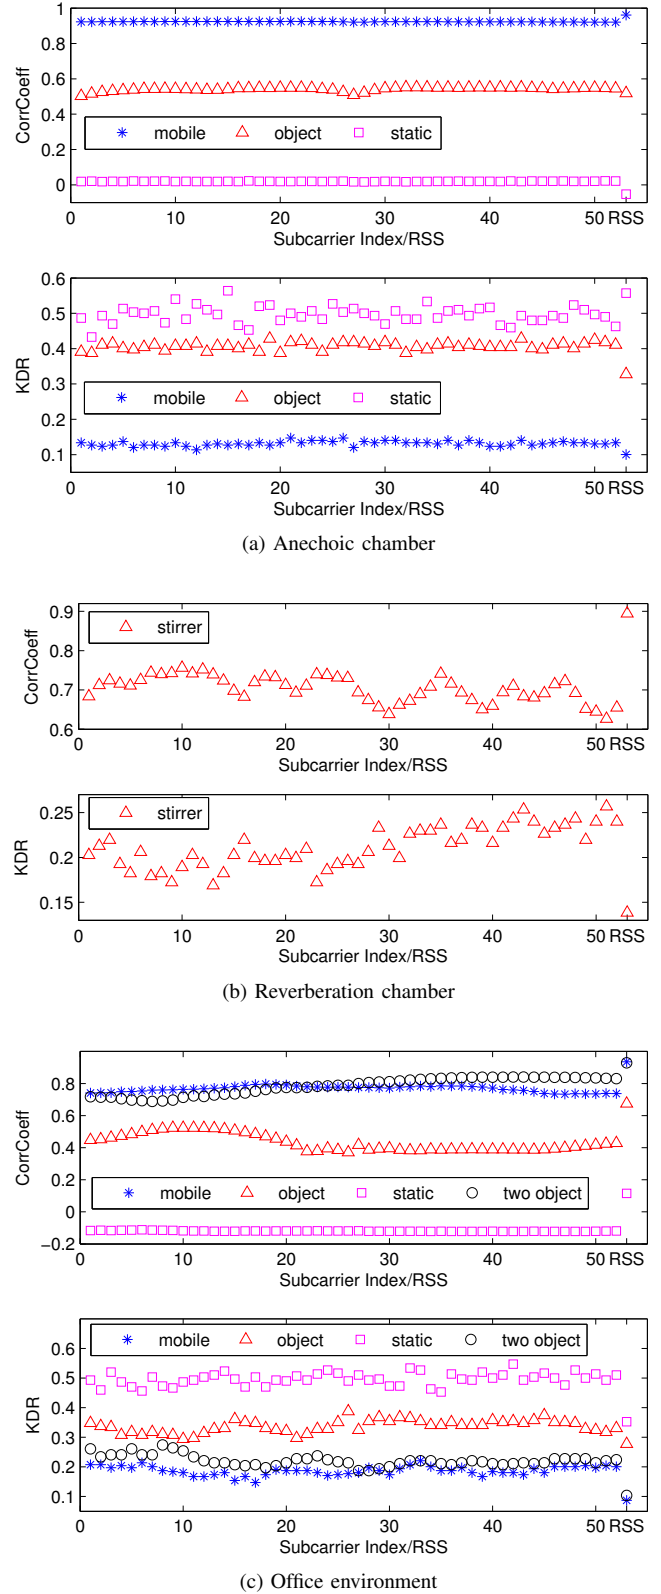 1
0.8
0.6
0.4
0.2
0
CorrCoeff
mobile object static
0 10 20 30 40 50 RSS
Subcarrier Index/RSS
0.6
0.5
0.4
0.3
0.2
0.1
KDR
mobile object static
0 10 20 30 40 50 RSS
Subcarrier Index/RSS
(a) Anechoic chamber
0.9
0.8
0.7
0.6
CorrCoeff
stirrer
0 10 20 30 40 50 RSS
Subcarrier Index/RSS
0.25
0.2
0.15
KDR
stirrer
0 10 20 30 40 50 RSS
Subcarrier Index/RSS
(b) Reverberation chamber
0.8
0.6
0.4
0.2
0
−0.2
CorrCoeff
mobile object static two object
0 10 20 30 40 50 RSS
Subcarrier Index/RSS
0.6
0.5
0.4
0.3
0.2
0.1
KDR
mobile object static two object
0 10 20 30 40 50 RSS
Subcarrier Index/RSS
(c) Office environment